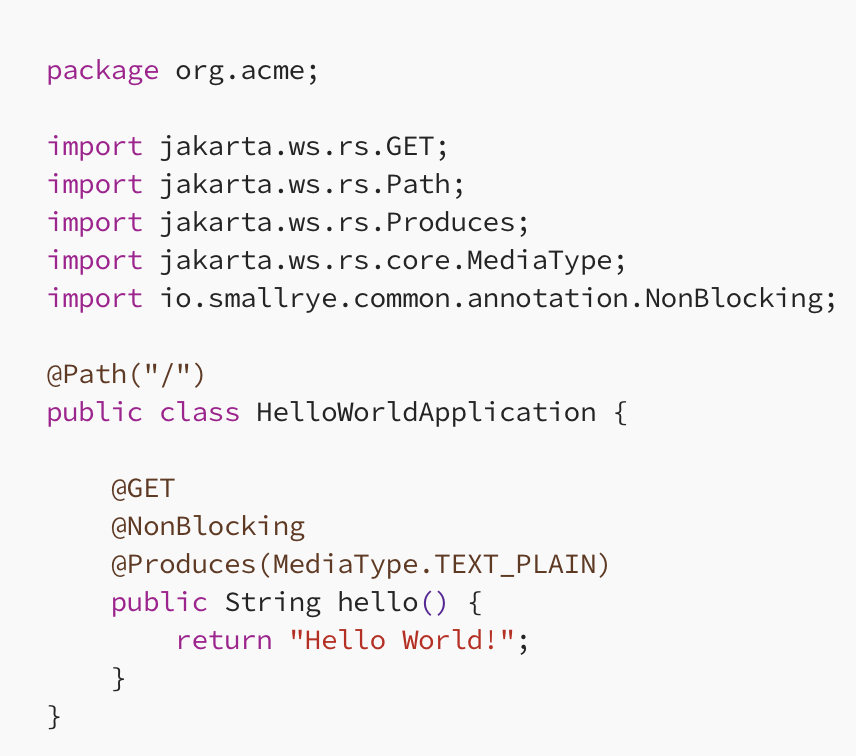 package org.acme;

import jakarta.ws.rs.GET;
import jakarta.ws.rs.Path;
import jakarta.ws.rs.Produces;
import jakarta.ws.rs.core.MediaType;
import io.smallrye.common.annotation.NonBlocking;

@Path("/")
public class HelloWorldApplication {

    @GET
    @NonBlocking
    @Produces(MediaType.TEXT_PLAIN)
    public String hello() {
        return "Hello World!";
    }
}